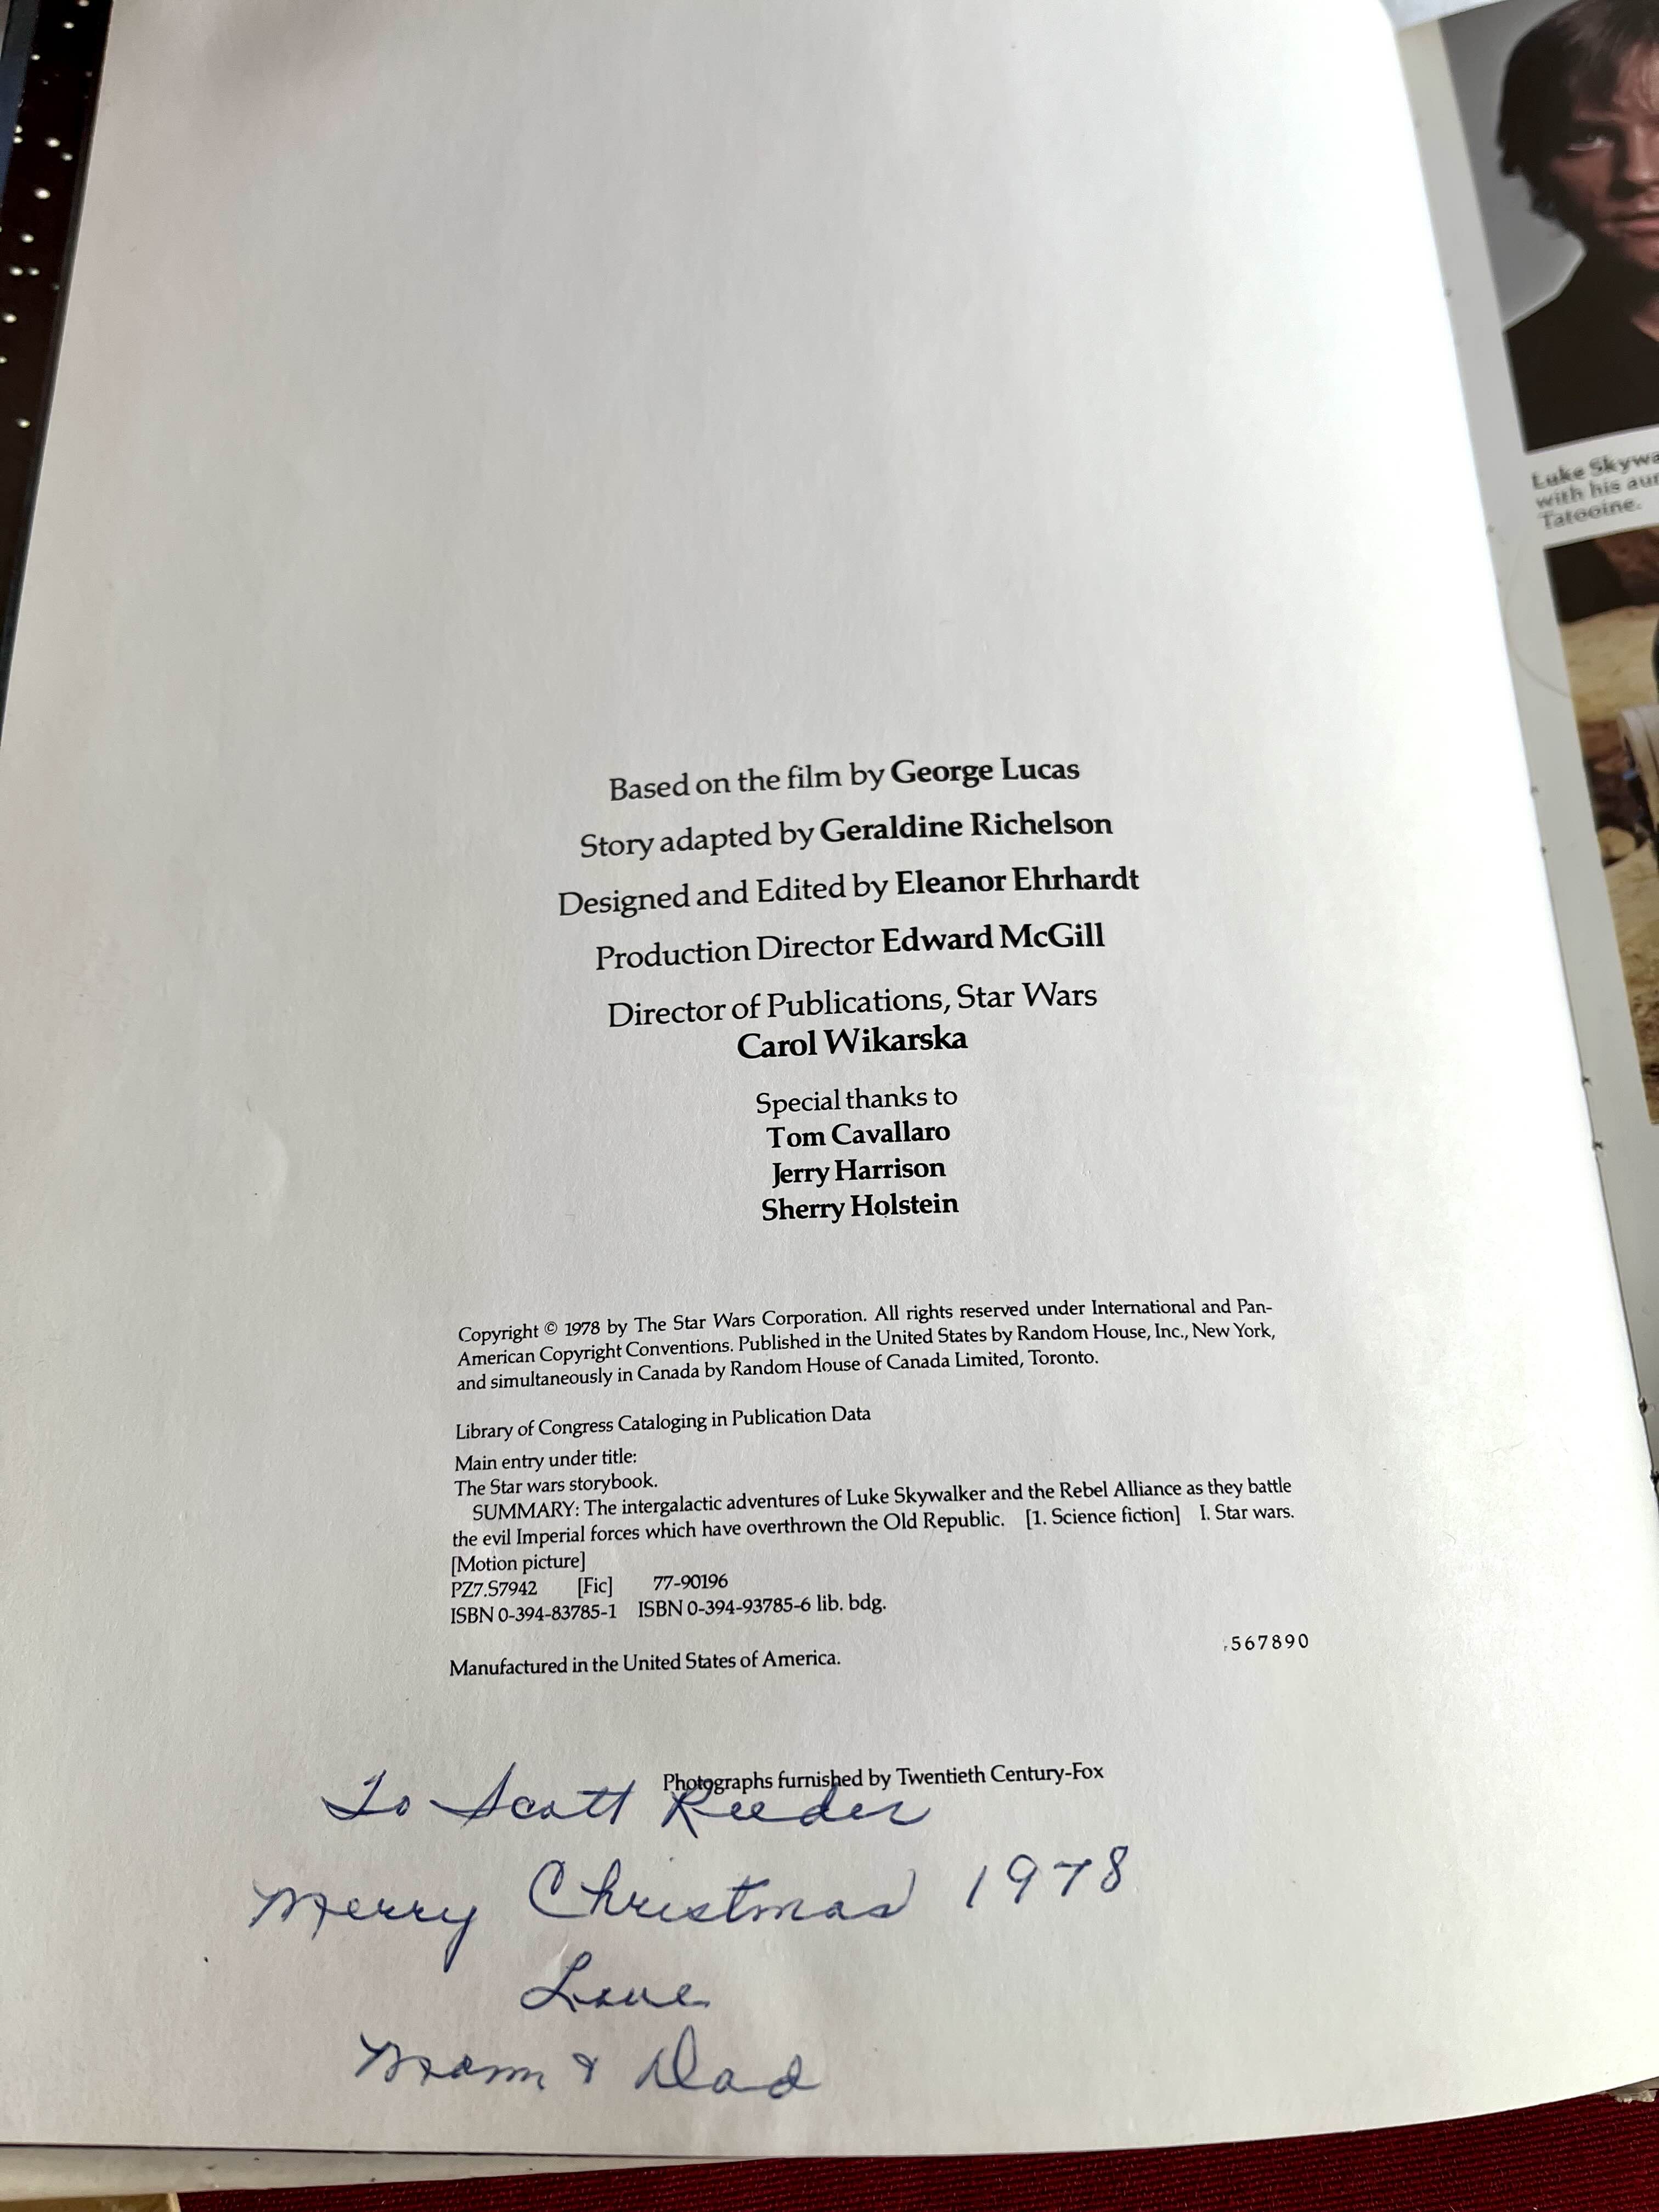 Based on the film by George Lucas
Story adapted by Geraldine Richelson
Designed and Edited by Eleanor Ehrhardt
Production Director Edward McGill
Director of Publications, Star Wars
Carol Wikarska
Special thanks to
Tom Cavallaro
Jerry Harrison
Sherry Holstein
Copyright © 1978 by The Star Wars Corporation. All rights reserved under International and Pan-
American Copyright Conventions. Published in the United States by Random House, Inc., New York,
and simultaneously in Canada by Random House of Canada Limited, Toronto.
Library of Congress Cataloging in Publication Data
Main entry under title:
The Star wars storybook.
SUMMARY: The intergalactic adventures of Luke Skywalker and the Rebel Alliance as they battle
the evil Imperial forces which have overthrown the Old Republic. [1. Science fiction] I. Star wars.
[Motion picture]
PZ7.S7942 [Fic] 77-90196
ISBN 0-394-83785-1 ISBN 0-394-93785-6 lib. bdg.
Manufactured in the United States of America.
567890
Photographs furnished by Twentieth Century-Fox
To Scott Reeder
Merry Christmas 1978
Love
Mom & Dad
Luke
with his
Tatooine.